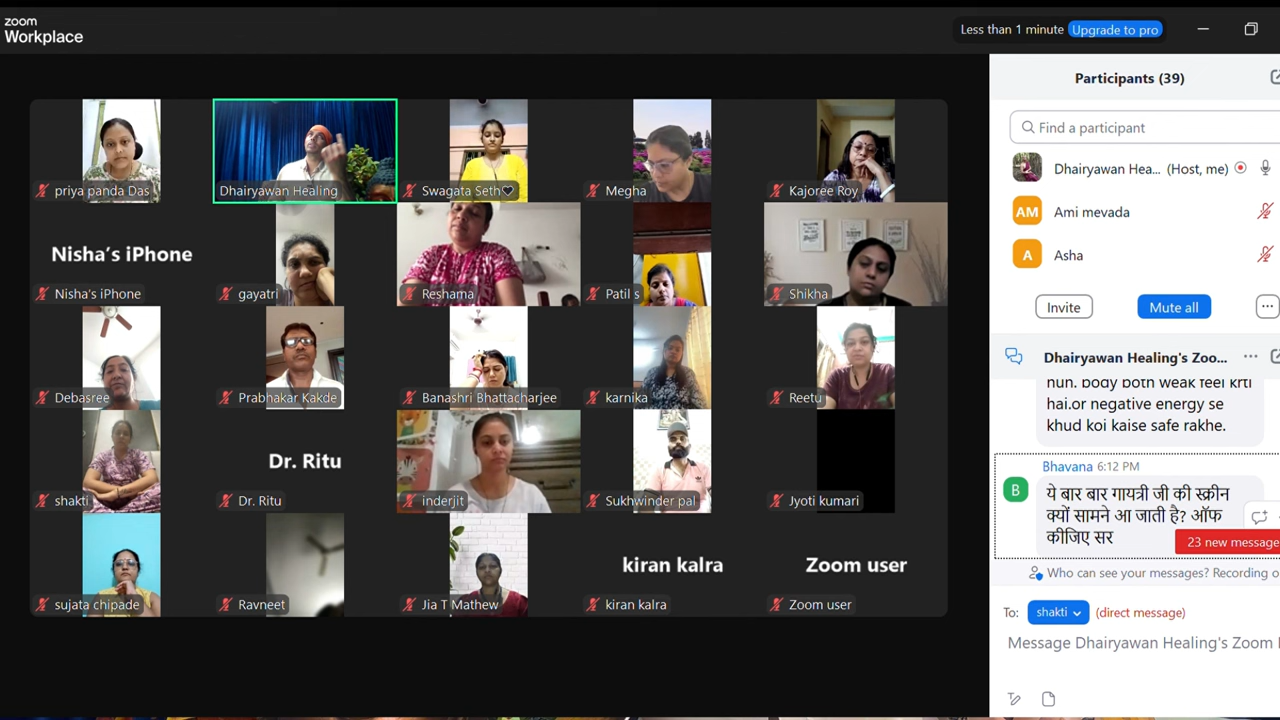 zoom
Workplace
Less than 1 minute Upgrade to pro
Participants (39)
Find a participant
Dhairyawan Hea... (Host, me)
AM Ami mevada
A Asha
Invite Mute all ...
Dhairyawan Healing's Zoo... ...
hun. body both weak feel krti
hai.or negative energy se
khud koi kaise safe rakhe.
Bhavana 6:12 PM
B
ये बार बार गायत्री जी की स्क्रीन
क्यों सामने आ जाती है? ऑफ
कीजिए सर
23 new message
Who can see your messages? Recording o
To: shakti (direct message)
Message Dhairyawan Healing's Zoom
priya panda Das
Dhairyawan Healing
Swagata Seth♡
Megha
Kajoree Roy
Nisha's iPhone
Nisha's iPhone
gayatri
Reshama
Patil s
Shikha
Debasree
Prabhakar Kakde
Banashri Bhattacharjee
karnika
Reetu
shakti
Dr. Ritu
Dr. Ritu
inderjit
Sukhwinder pal
Jyoti kumari
sujata chipade
Ravneet
Jia T Mathew
kiran kalra
kiran kalra
Zoom user
Zoom user